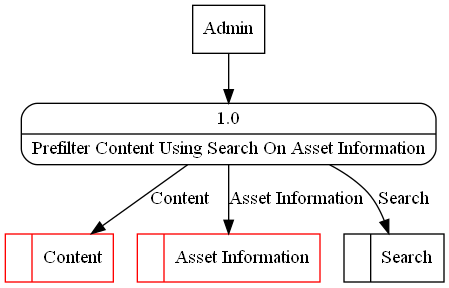 Admin
1.0
Prefilter Content Using Search On Asset Information
Content
Asset Information
Search
Content
Asset Information
Search